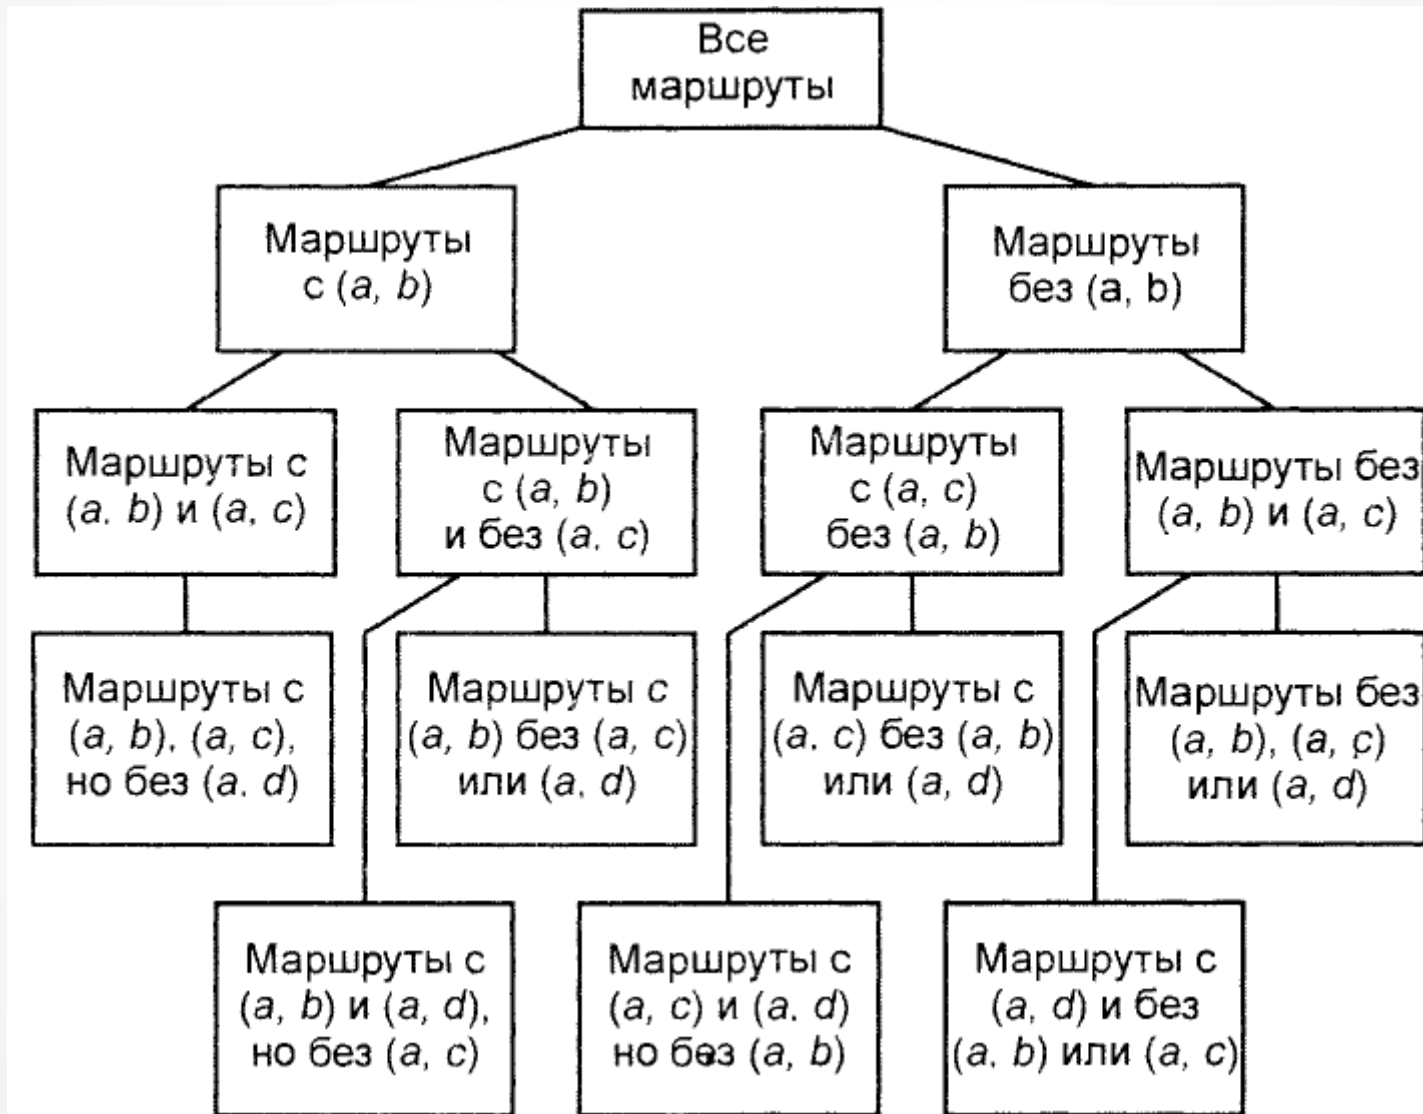 Все
маршруты
Маршруты
с (a, b)
Маршруты
без (a, b)
Маршруты с
(a. b) и (a, c)
Маршруты
с (a, b)
и без (a. c)
Маршруты
с (a, c)
без (a, b)
Маршруты без
(a, b) и (a, c)
Маршруты с
(a, b). (a, c),
но без (a. d)
Маршруты с
(a, b) без (a, c)
или (a. d)
Маршруты с
(a. c) без (a, b)
или (a, d)
Маршруты без
(a, b), (a, c)
или (a, d)
Маршруты с
(a, b) и (a, d),
но без (a, c)
Маршруты с
(a, c) и (a. d)
но без (a, b)
Маршруты с
(a, d) и без
(a. b) или (a, c)